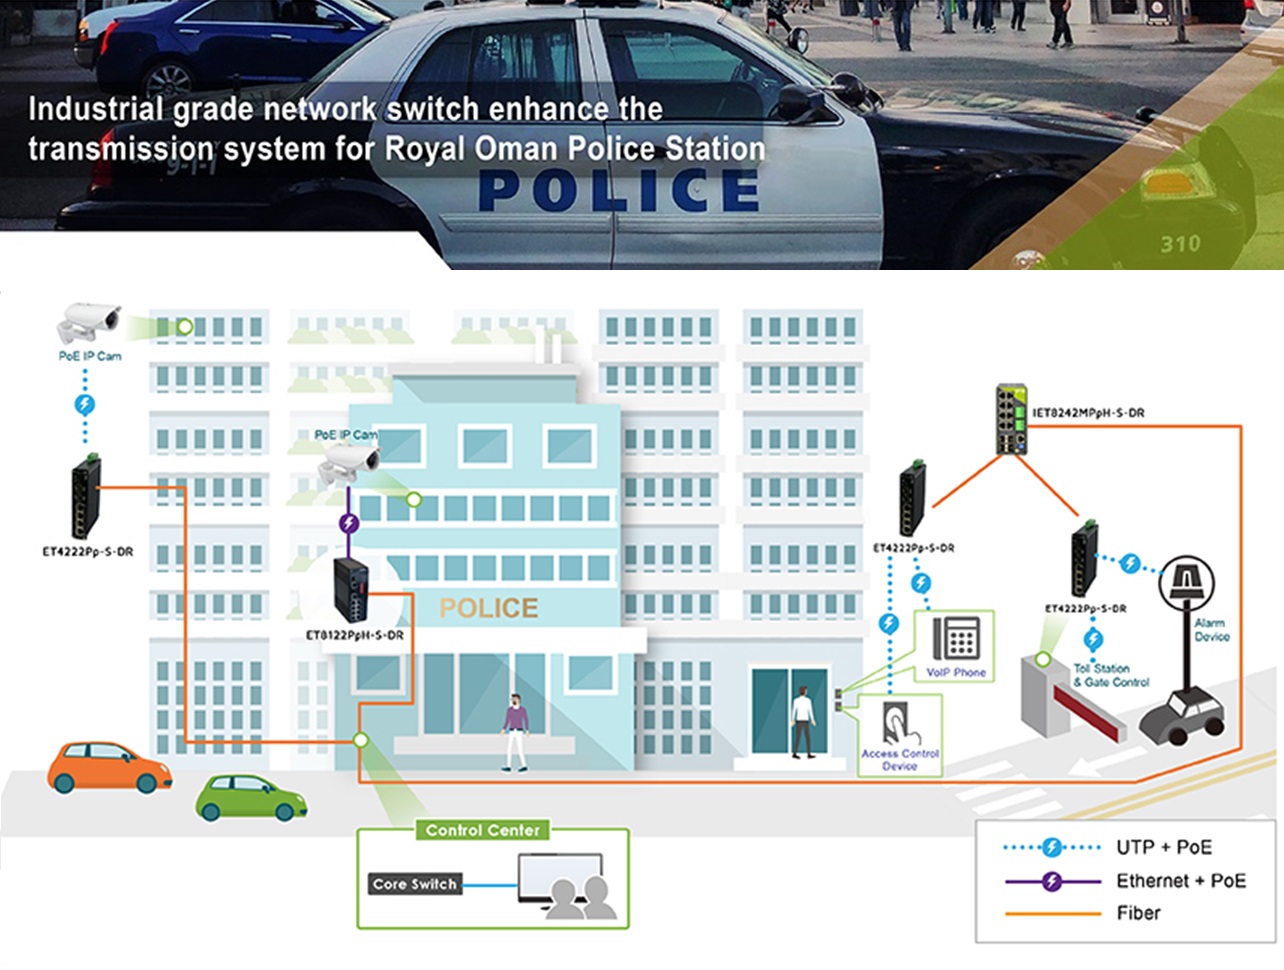 Industrial grade network switch enhance the
transmission system for Royal Oman Police Station
9-1-1
POLICE
310
PoE IP Cam
ET4222Pp-S-DR
PoE IP Cam
ET8122PpH-S-DR
POLICE
IET8242MPpH-S-DR
ET4222Pp-S-DR
ET4222Pp-S-DR
Alarm
Device
VoIP Phone
Toll Station
& Gate Control
Access Control
Device
Control Center
Core Switch
UTP + PoE
Ethernet + PoE
Fiber